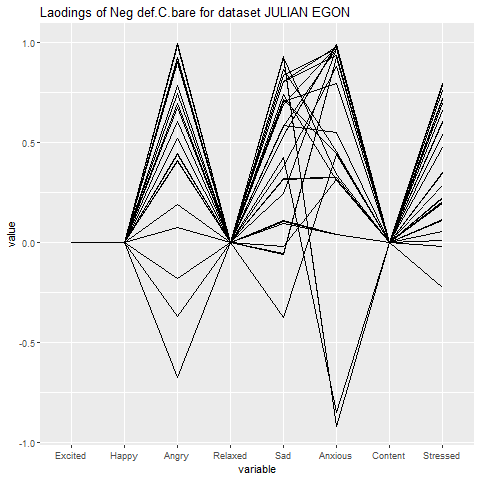 Laodings of Neg def.C.bare for dataset JULIAN EGON
1.0
0.5
0.0
-0.5
-1.0
value
Excited Happy Angry Relaxed Sad Anxious Content Stressed
variable